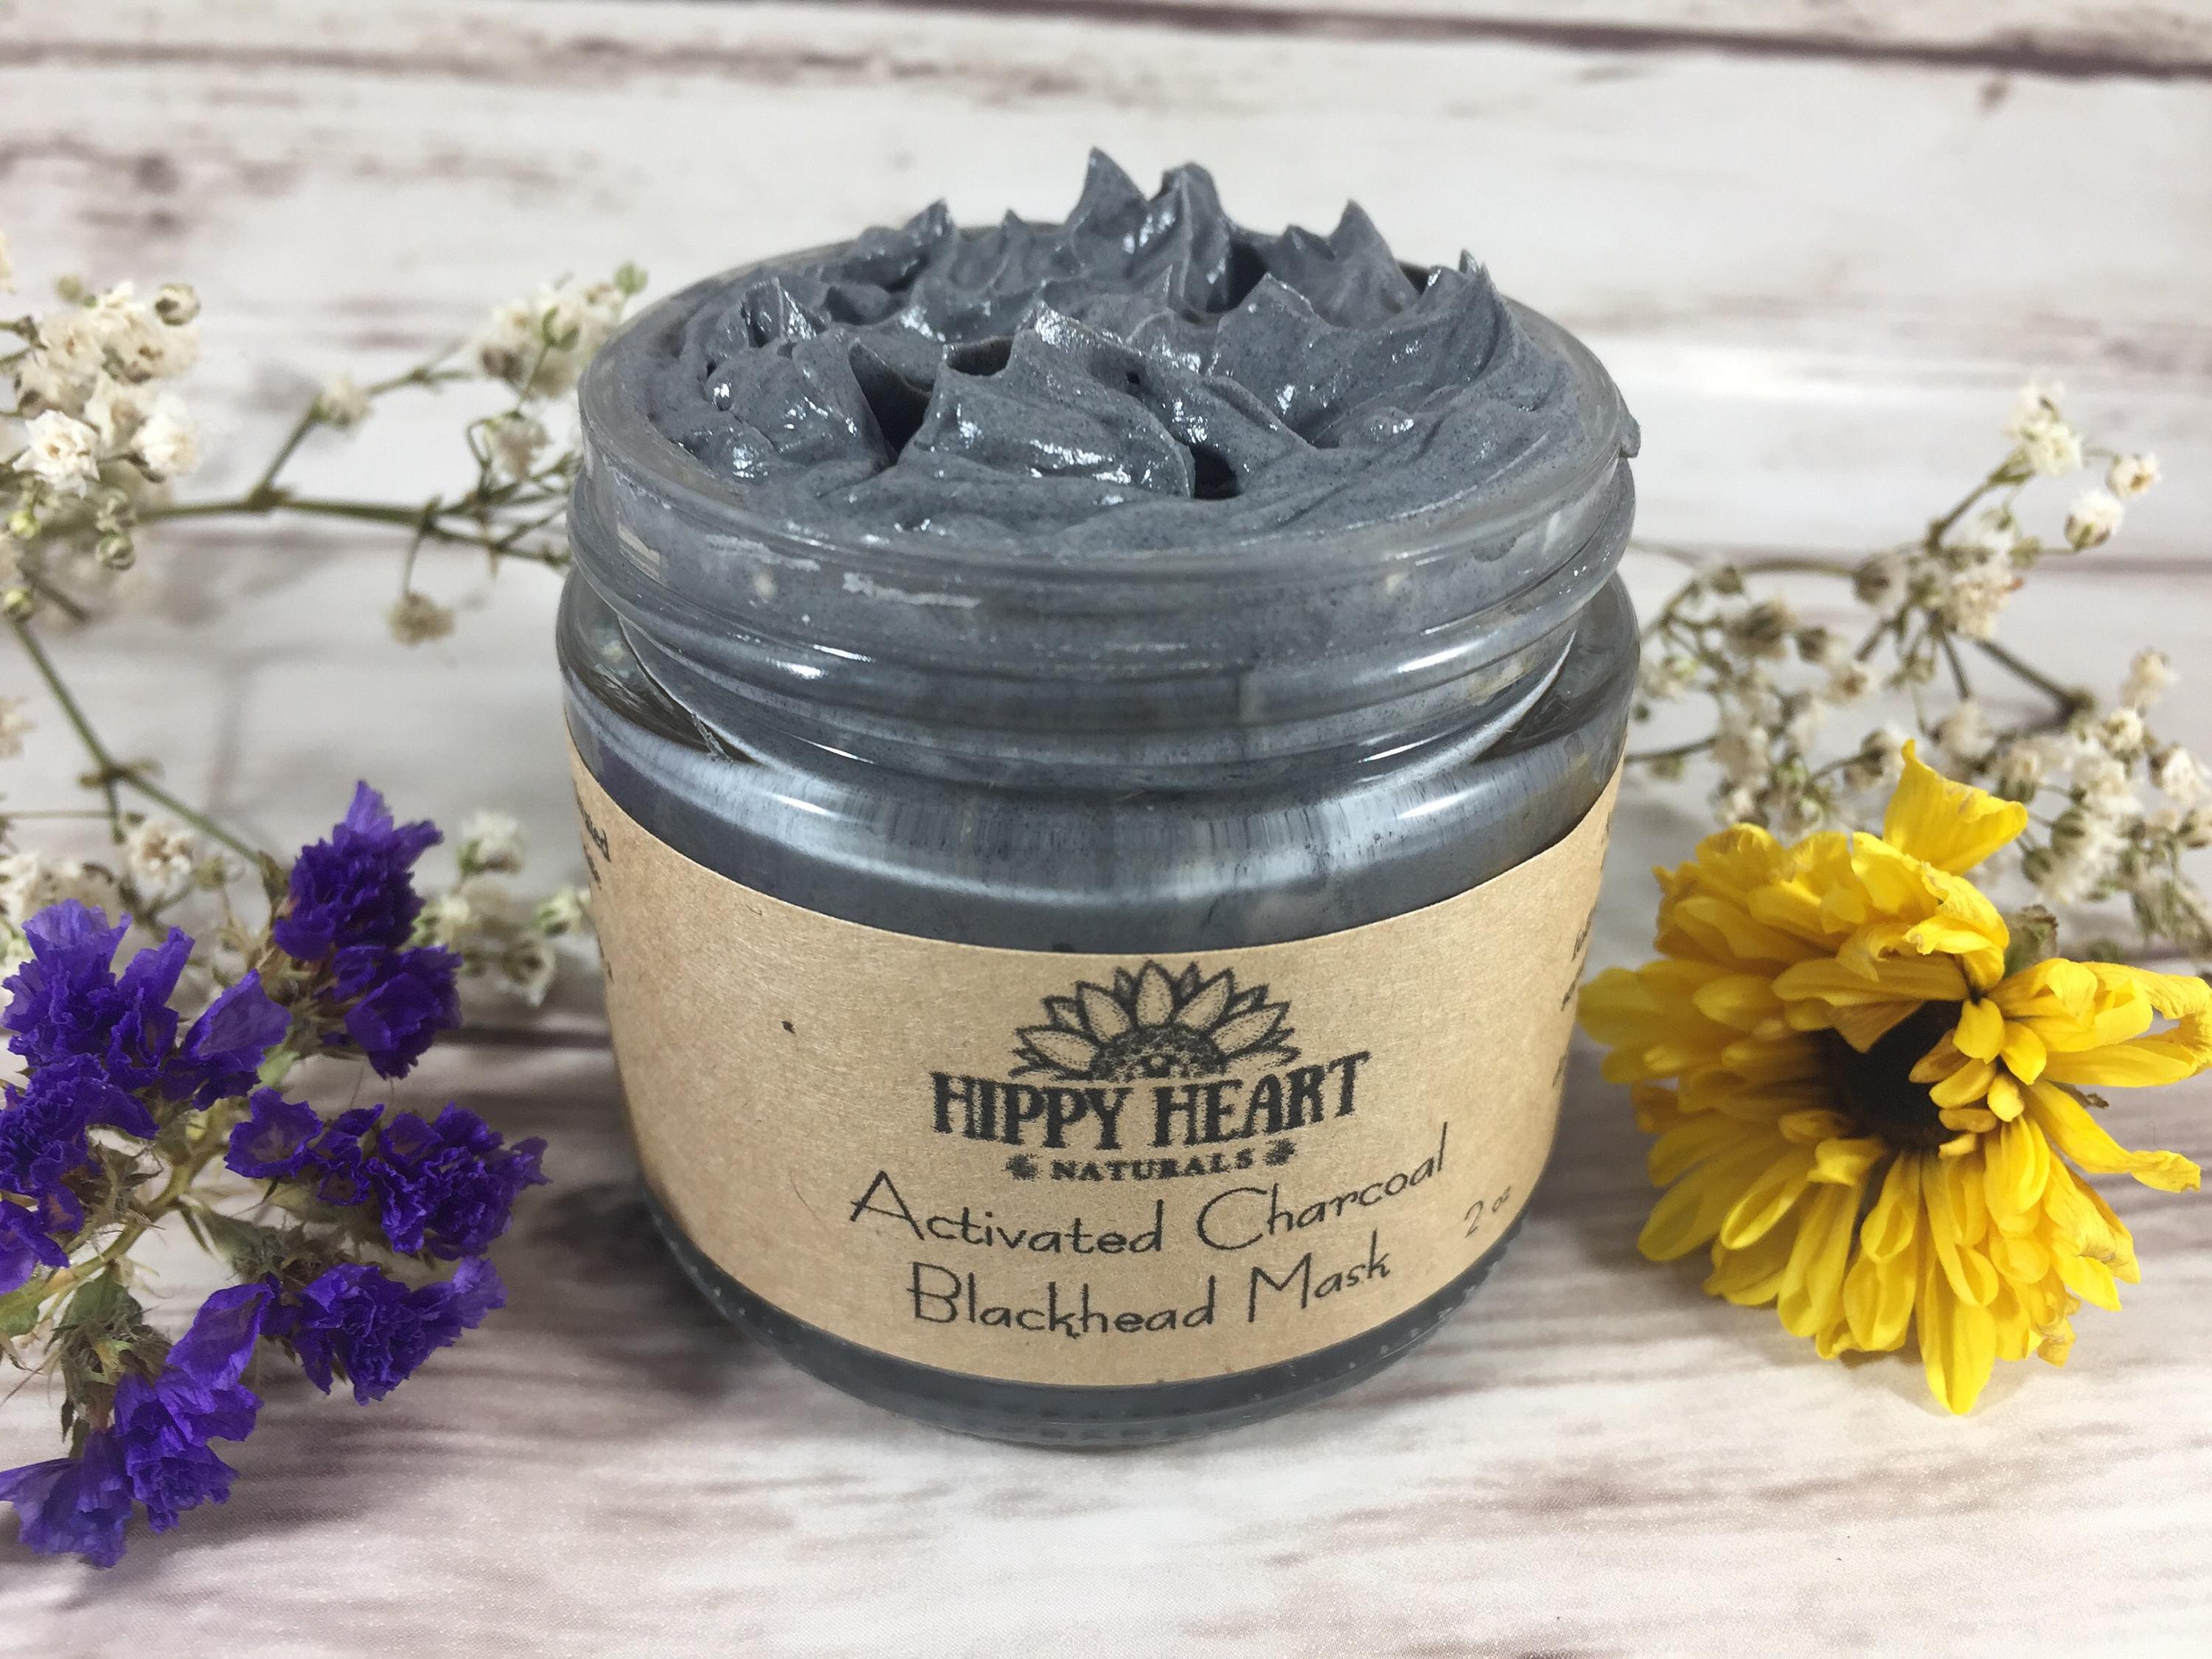 HIPPY HEART
NATURALS
Activated Charcoal
Blackhead Mask
2 oz